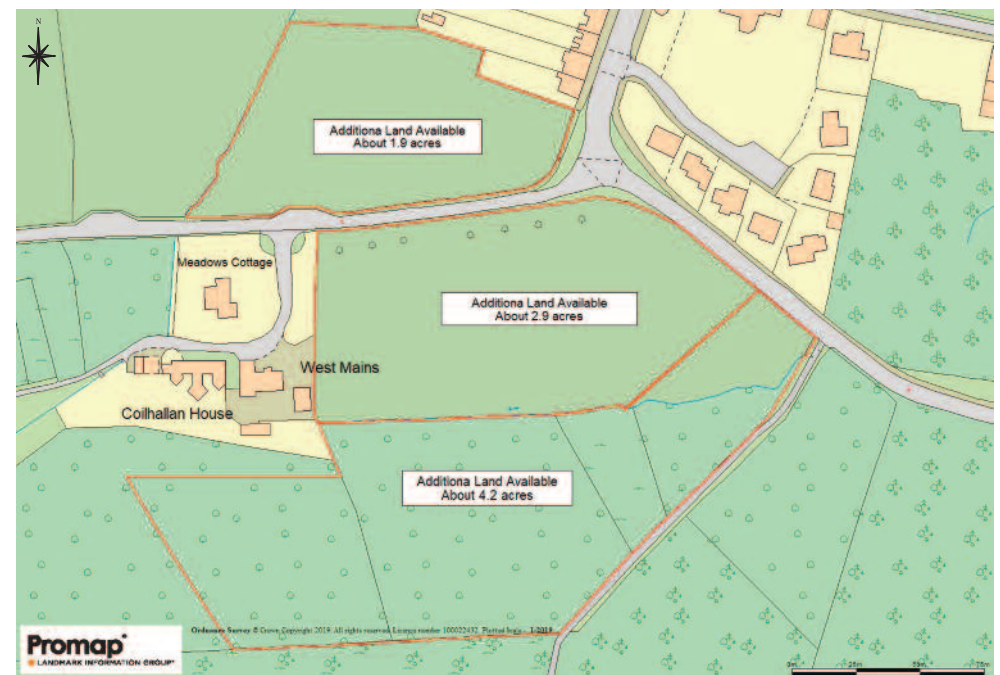 N
Additiona Land Available
About 1.9 acres
Meadows Cottage
Additiona Land Available
About 2.9 acres
West Mains
Coilhallan House
Additiona Land Available
About 4.2 acres
Ordnance Survey © Crown Copyright 2019. All rights reserved. Licence number 100022432. Plotted Scale -
Promap
LANDMARK INFORMATION GROUP
0m 25m 50m 75m